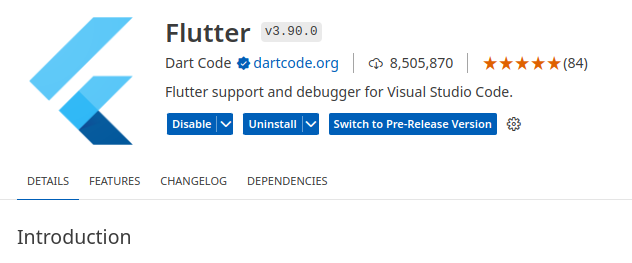 Flutter v3.90.0
Dart Code dartcode.org 8,505,870 (84)
Flutter support and debugger for Visual Studio Code.
Disable Uninstall Switch to Pre-Release Version
DETAILS FEATURES CHANGELOG DEPENDENCIES
Introduction